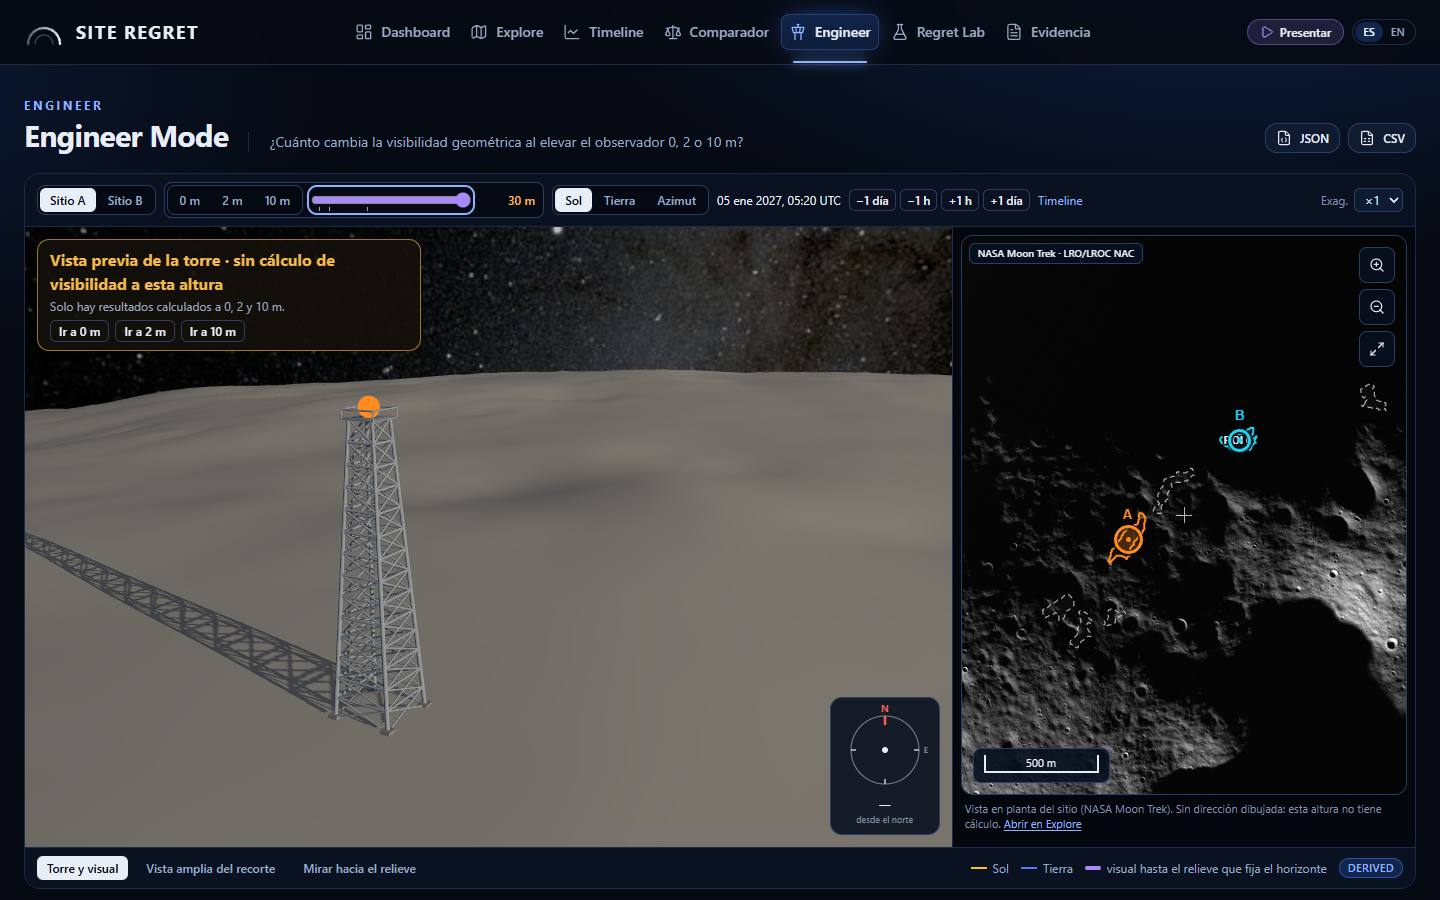 SITE REGRET
Dashboard
Explore
Timeline
Comparador
Engineer
Regret Lab
Evidencia
Presentar
ES
EN
ENGINEER
Engineer Mode
¿Cuánto cambia la visibilidad geométrica al elevar el observador 0, 2 o 10 m?
JSON
CSV
Sitio A
Sitio B
0 m
2 m
10 m
30 m
Sol
Tierra
Azimut
05 ene 2027, 05:20 UTC
−1 día
−1 h
+1 h
+1 día
Timeline
Exag.
×1
Vista previa de la torre · sin cálculo de
visibilidad a esta altura
Solo hay resultados calculados a 0, 2 y 10 m.
Ir a 0 m
Ir a 2 m
Ir a 10 m
N
E
—
desde el norte
NASA Moon Trek · LRO/LROC NAC
B
A
500 m
Vista en planta del sitio (NASA Moon Trek). Sin dirección dibujada: esta altura no tiene
cálculo. Abrir en Explore
Torre y visual
Vista amplia del recorte
Mirar hacia el relieve
Sol
Tierra
visual hasta el relieve que fija el horizonte
DERIVED